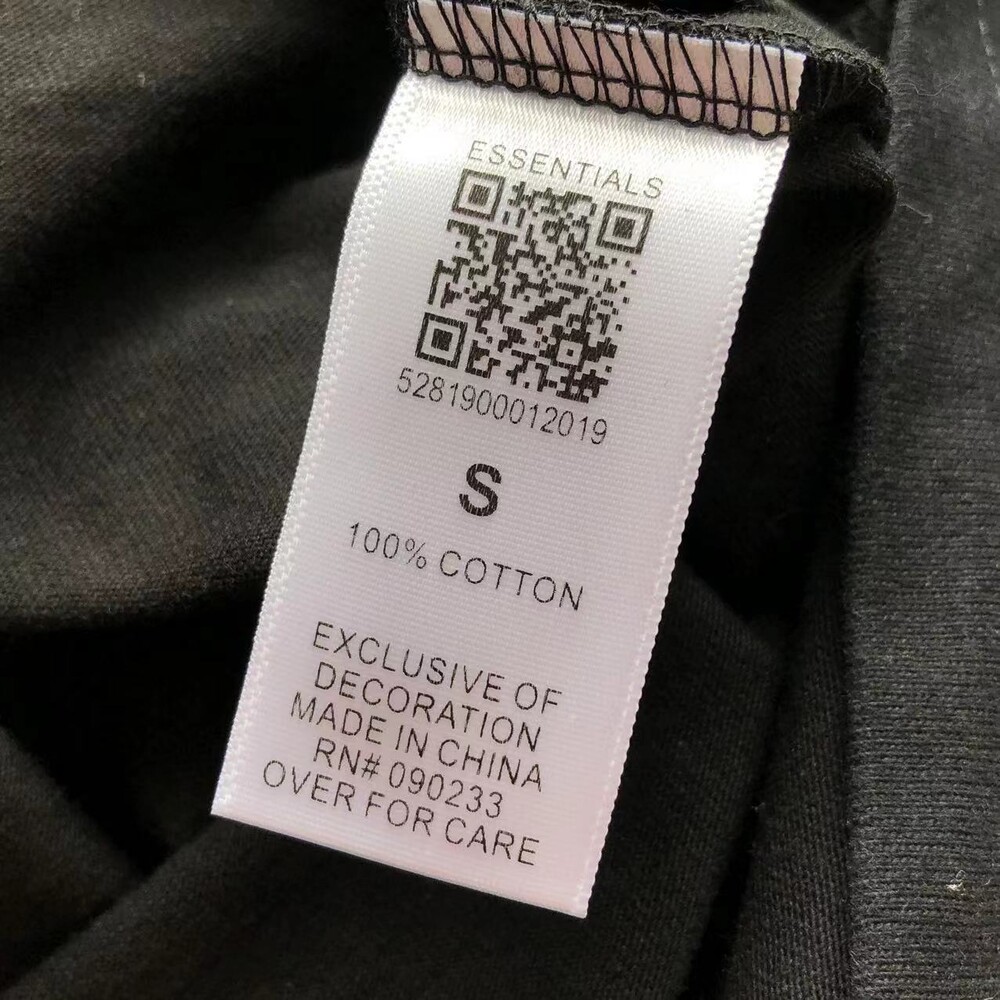 ESSENTIALS
5281900012019
S
100% COTTON
EXCLUSIVE OF
DECORATION
MADE IN CHINA
RN# 090233
OVER FOR CARE